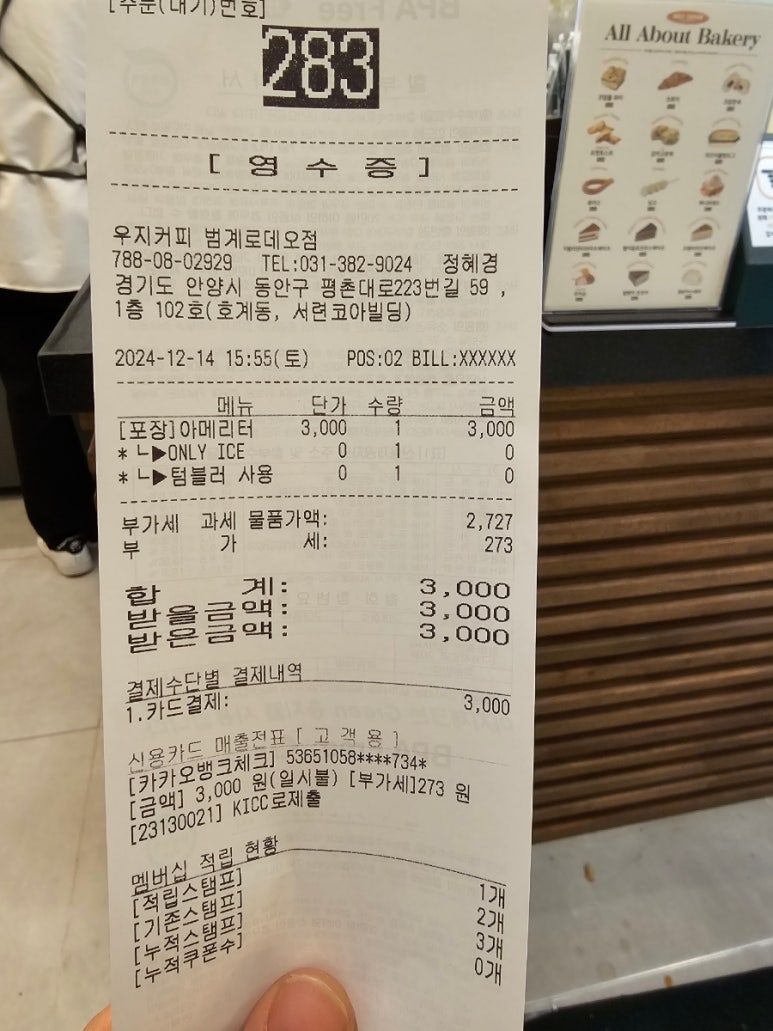 [주문(대기)번호]
283
[ 영 수 증 ]
우지커피 범계로데오점
788-08-02929 TEL:031-382-9024 정혜경
경기도 안양시 동안구 평촌대로223번길 59 ,
1층 102호(호계동, 서련코아빌딩)
2024-12-14 15:55(토) POS:02 BILL:XXXXXX
메뉴 단가 수량 금액
[포장]아메리터 3,000 1 3,000
* ㄴ▶ONLY ICE 0 1 0
* ㄴ▶텀블러 사용 0 1 0
부가세 과세 물품가액: 2,727
부 가 세: 273
합 계: 3,000
받을금액: 3,000
받은금액: 3,000
결제수단별 결제내역
1.카드결제: 3,000
신용카드 매출전표 [ 고 객 용 ]
[카카오뱅크체크] 53651058****734*
[금액] 3,000 원(일시불) [부가세]273 원
[23130021] KICC로제출
멤버십 적립 현황
[적립스탬프] 1개
[기존스탬프] 2개
[누적스탬프] 3개
[누적쿠폰수] 0개
All About Bakery